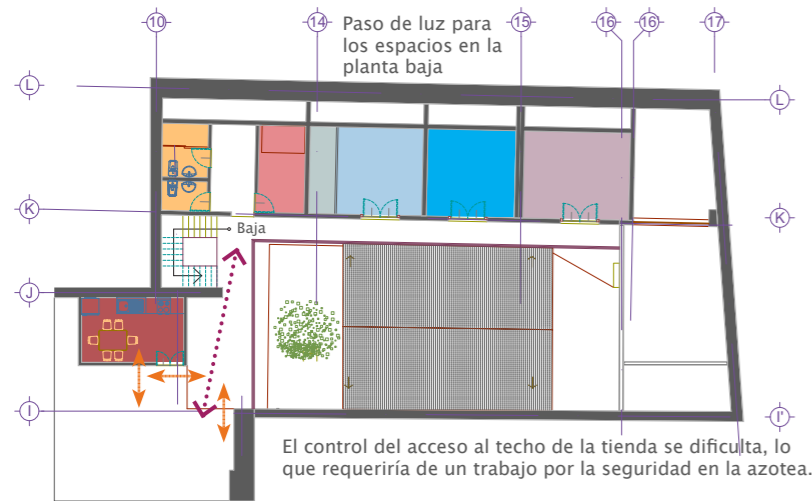 10
14
15
16
16
17
Paso de luz para
los espacios en la
planta baja
L
L
K
K
Baja
J
I
I'
El control del acceso al techo de la tienda se dificulta, lo
que requeriría de un trabajo por la seguridad en la azotea.